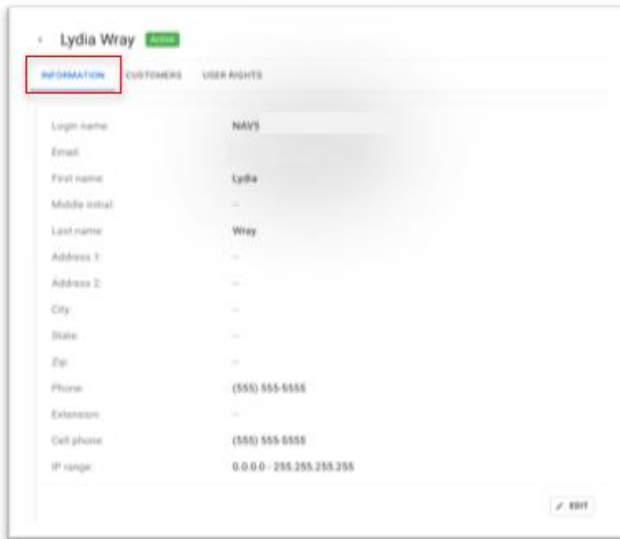 Lydia Wray Active
INFORMATION CUSTOMERS USER RIGHTS
Login name: NAVS
Email:
First name: Lydia
Middle initial: --
Last name: Wray
Address 1: --
Address 2: --
City: --
State: --
Zip: --
Phone: (555) 555-5555
Extension: --
Cell phone: (555) 555-5555
IP range: 0.0.0.0 - 255.255.255.255
EDIT